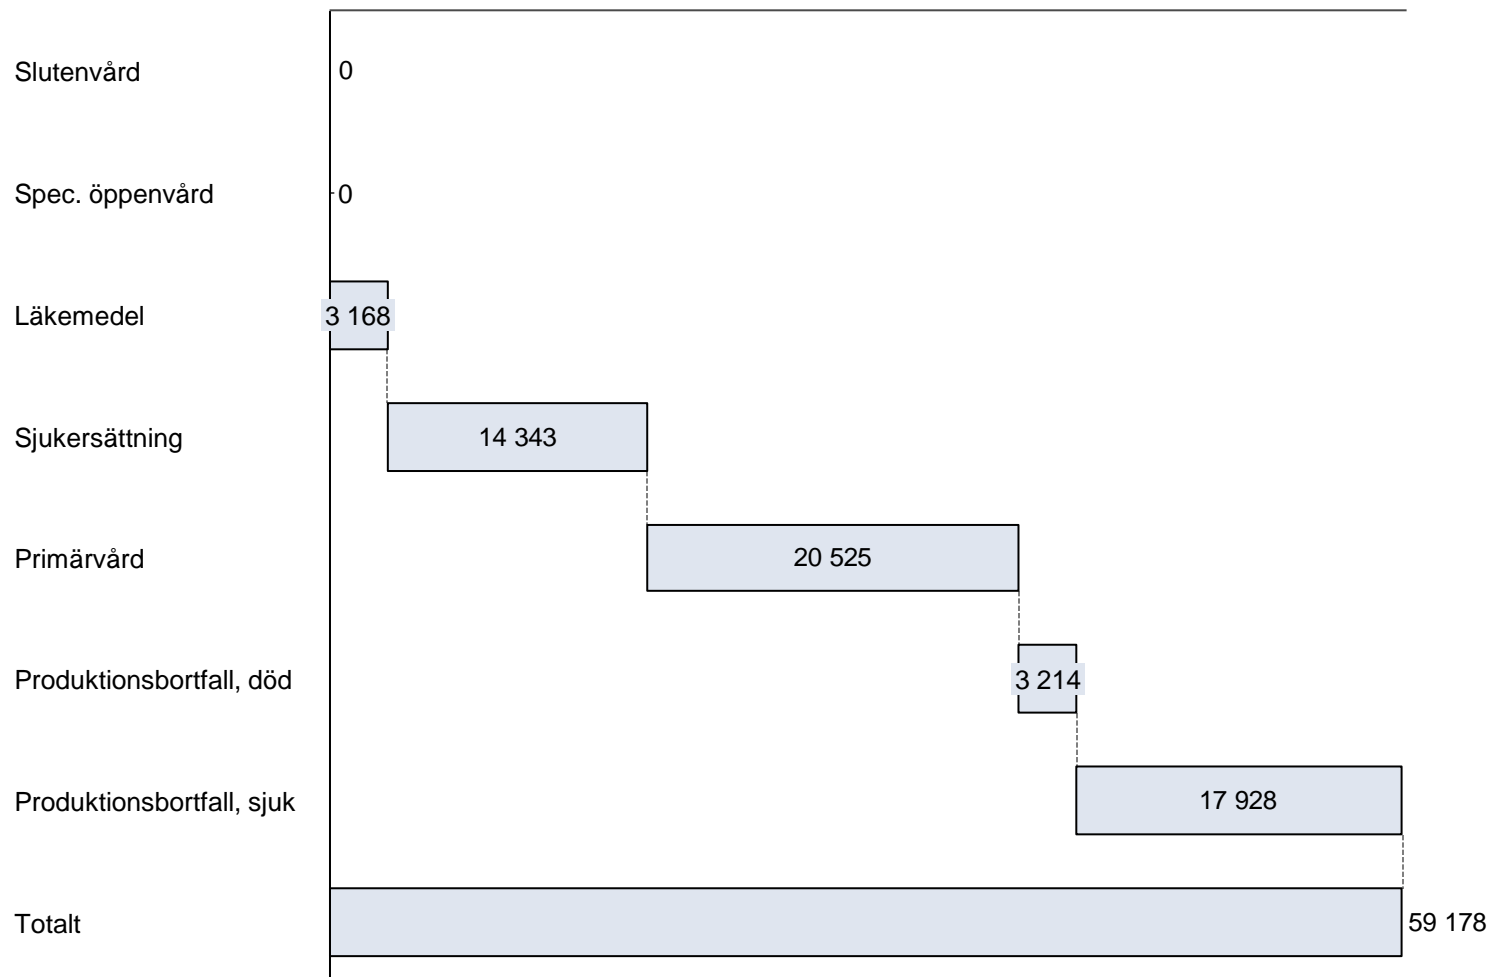 Slutenvård 0
Spec. öppenvård 0
Läkemedel 3 168
Sjukersättning 14 343
Primärvård 20 525
Produktionsbortfall, död 3 214
Produktionsbortfall, sjuk 17 928
Totalt 59 178